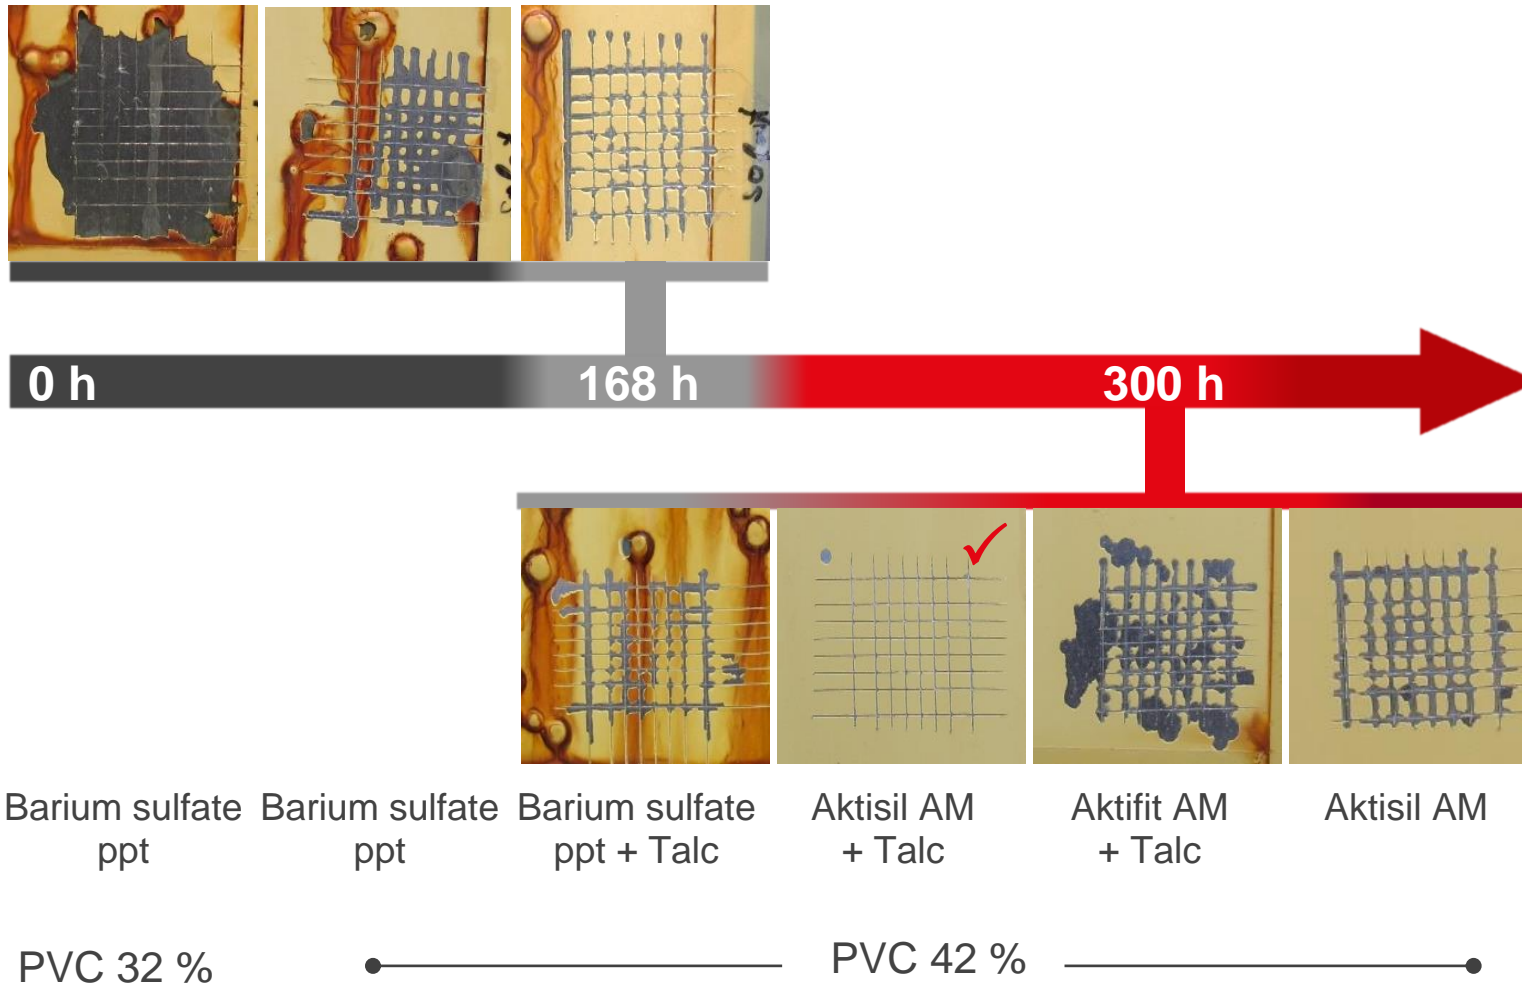 0 h
168 h
300 h
Barium sulfate
ppt
Barium sulfate
ppt
Barium sulfate
ppt + Talc
Aktisil AM
+ Talc
Aktifit AM
+ Talc
Aktisil AM
PVC 32 %
PVC 42 %